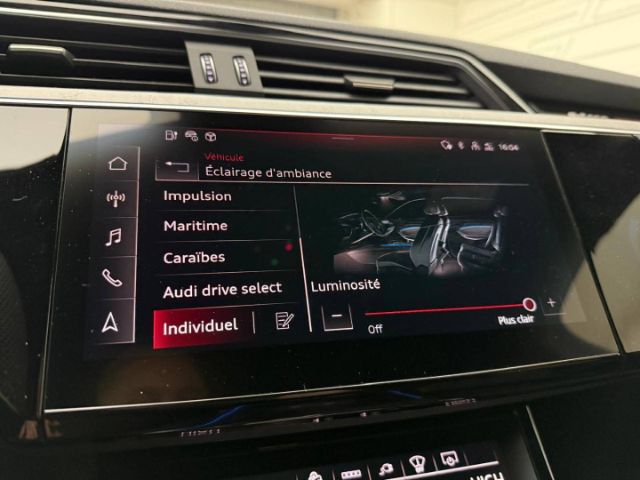 16:04
Véhicule
Éclairage d'ambiance
Impulsion
Maritime
Caraïbes
Audi drive select
Individuel
Luminosité
Off
Plus clair